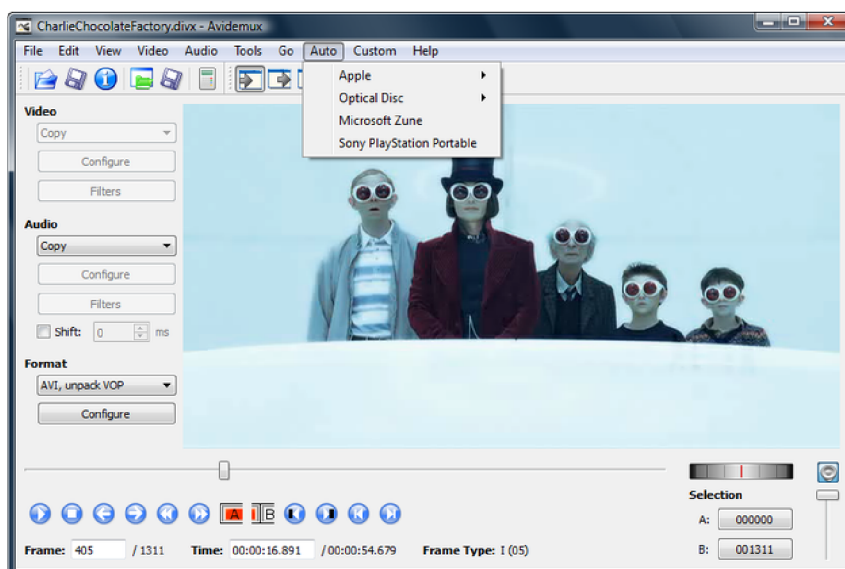 CharlieChocolateFactory.divx - Avidemux
File Edit View Video Audio Tools Go Auto Custom Help
Apple
Optical Disc
Microsoft Zune
Sony PlayStation Portable
Video
Copy
Configure
Filters
Audio
Copy
Configure
Filters
Shift: 0 ms
Format
AVI, unpack VOP
Configure
A B
Selection
A: 000000
B: 001311
Frame: 405 / 1311 Time: 00:00:16.891 / 00:00:54.679 Frame Type: I (05)